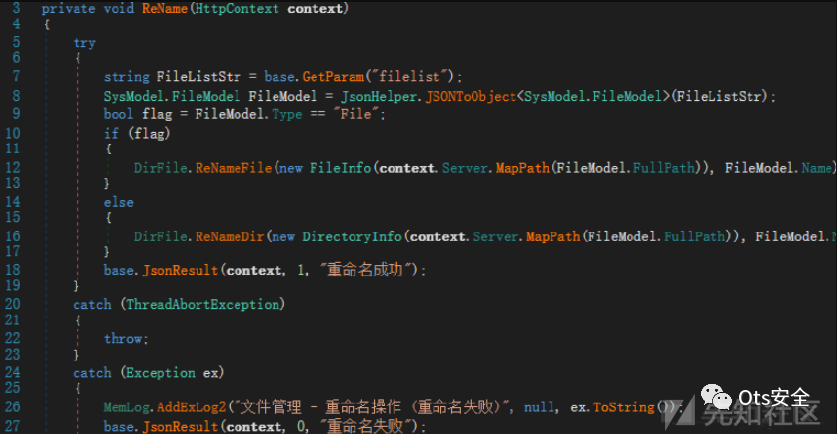 3 private void ReName(HttpContext context)
4 {
5 try
6 {
7 string FileListStr = base.GetParam("filelist");
8 SysModel.FileModel FileModel = JsonHelper.JSONToObject<SysModel.FileModel>(FileListStr);
9 bool flag = FileModel.Type == "File";
10 if (flag)
11 {
12 DirFile.ReNameFile(new FileInfo(context.Server.MapPath(FileModel.FullPath)), FileModel.Name)
13 }
14 else
15 {
16 DirFile.ReNameDir(new DirectoryInfo(context.Server.MapPath(FileModel.FullPath)), FileModel.
17 }
18 base.JsonResult(context, 1, "重命名成功");
19 }
20 catch (ThreadAbortException)
21 {
22 throw;
23 }
24 catch (Exception ex)
25 {
26 MemLog.AddExLog2("文件管理 - 重命名操作 (重命名失败)", null, ex.ToString());
27 base.JsonResult(context, 0, "重命名失败");
Ots安全
先知社区